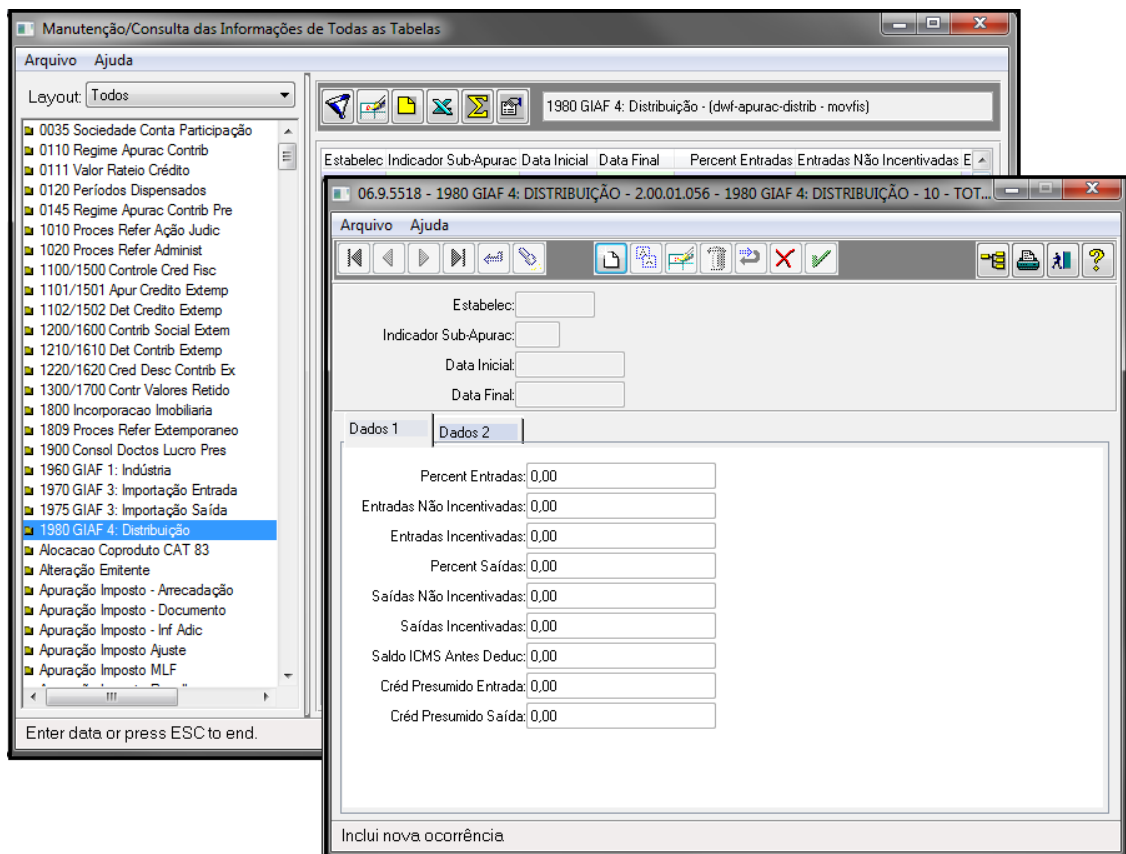 Manutenção/Consulta das Informações de Todas as Tabelas
Arquivo Ajuda
Layout: Todos
1980 GIAF 4: Distribuição - (dwf-apurac-distrib - movfis)
0035 Sociedade Conta Participação
0110 Regime Apurac Contrib
0111 Valor Rateio Crédito
0120 Períodos Dispensados
0145 Regime Apurac Contrib Pre
1010 Proces Refer Ação Judic
1020 Proces Refer Administ
1100/1500 Controle Cred Fisc
1101/1501 Apur Credito Extemp
1102/1502 Det Credito Extemp
1200/1600 Contrib Social Extem
1210/1610 Det Contrib Extemp
1220/1620 Cred Desc Contrib Ex
1300/1700 Contr Valores Retido
1800 Incorporacao Imobiliaria
1809 Proces Refer Extemporaneo
1900 Consol Doctos Lucro Pres
1960 GIAF 1: Indústria
1970 GIAF 3: Importação Entrada
1975 GIAF 3: Importação Saída
1980 GIAF 4: Distribuição
Alocacao Coproduto CAT 83
Alteração Emitente
Apuração Imposto - Arrecadação
Apuração Imposto - Documento
Apuração Imposto - Inf Adic
Apuração Imposto Ajuste
Apuração Imposto MLF
Enter data or press ESC to end.
Estabelec Indicador Sub-Apurac Data Inicial Data Final Percent Entradas Entradas Não Incentivadas E
06.9.5518 - 1980 GIAF 4: DISTRIBUIÇÃO - 2.00.01.056 - 1980 GIAF 4: DISTRIBUIÇÃO - 10 - TOT...
Arquivo Ajuda
Estabelec:
Indicador Sub-Apurac:
Data Inicial:
Data Final:
Dados 1 Dados 2
Percent Entradas: 0,00
Entradas Não Incentivadas: 0,00
Entradas Incentivadas: 0,00
Percent Saídas: 0,00
Saídas Não Incentivadas: 0,00
Saídas Incentivadas: 0,00
Saldo ICMS Antes Deduc: 0,00
Créd Presumido Entrada: 0,00
Créd Presumido Saída: 0,00
Inclui nova ocorrência